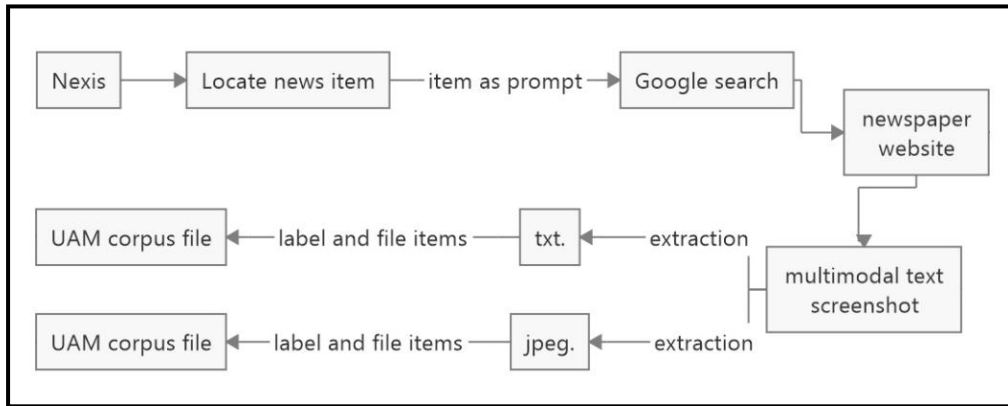 Nexis
Locate news item
item as prompt
Google search
newspaper
website
multimodal text
screenshot
extraction
txt.
label and file items
UAM corpus file
extraction
jpeg.
label and file items
UAM corpus file